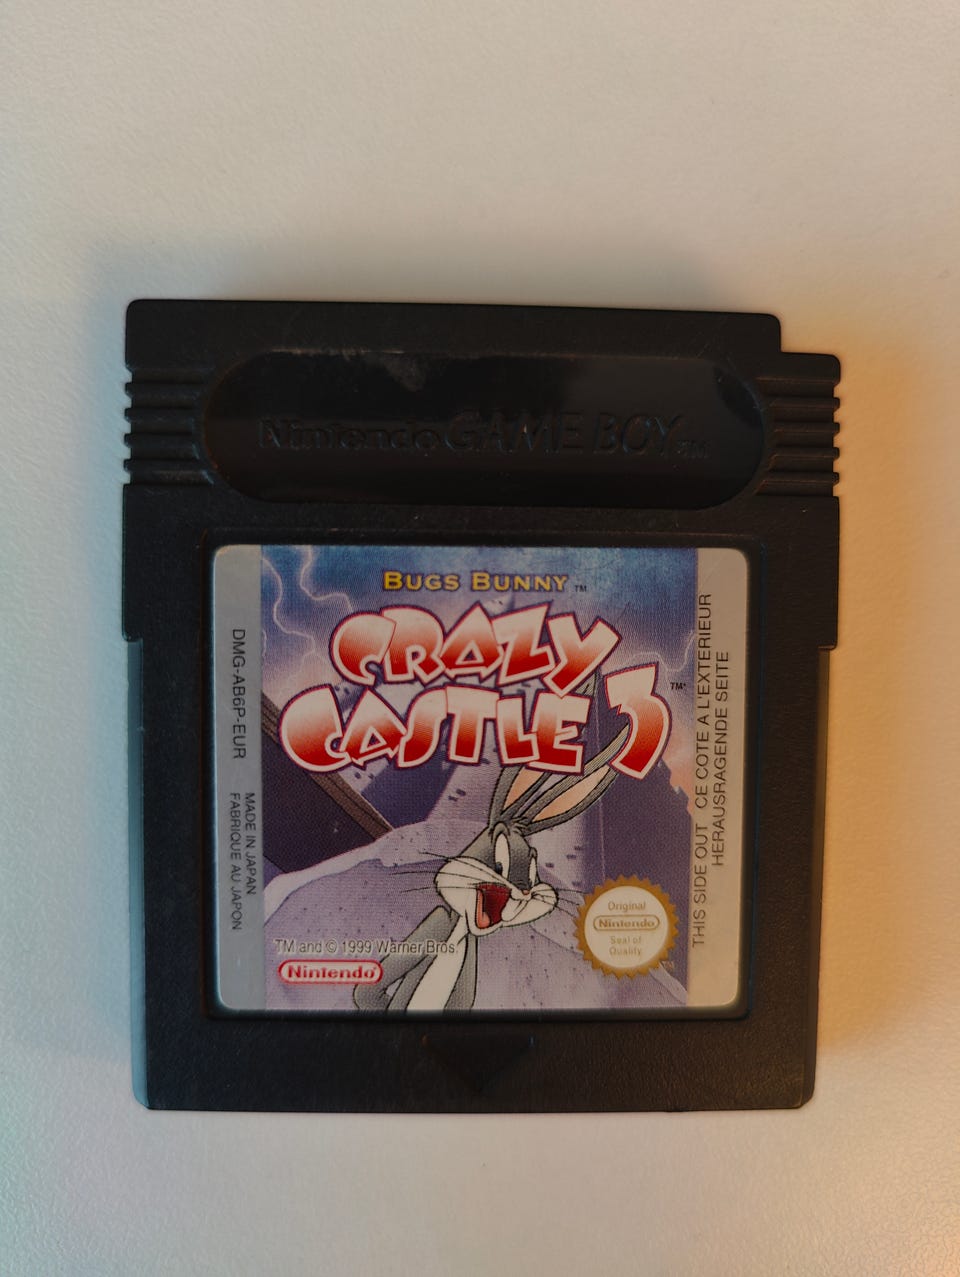 Nintendo GAME BOY TM
BUGS BUNNY TM
CRAZY
CASTLE 3 TM
DMG-AB6P-EUR
MADE IN JAPAN
FABRIQUE AU JAPON
TM and © 1999 Warner Bros.
Nintendo
Original
Nintendo
Seal of
Quality
TM
THIS SIDE OUT CE COTE A L'EXTERIEUR
HERAUSRAGENDE SEITE